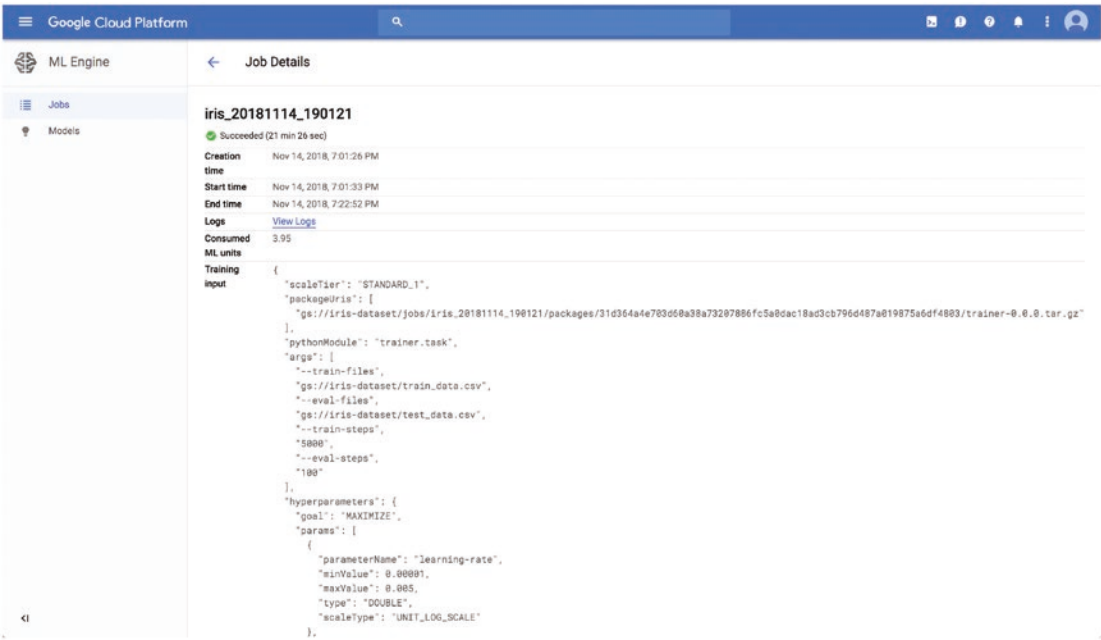 Google Cloud Platform
ML Engine
Job Details
Jobs
Models
iris_20181114_190121
Succeeded (21 min 26 sec)
Creation time Nov 14, 2018, 7:01:26 PM
Start time Nov 14, 2018, 7:01:33 PM
End time Nov 14, 2018, 7:22:52 PM
Logs View Logs
Consumed ML units 3.95
Training input {
"scaleTier": "STANDARD_1",
"packageUris": [
"gs://iris-dataset/jobs/iris_20181114_190121/packages/31d364a4e703d60a38a73207886fc5a0dac18ad3cb796d487a019875a6df4803/trainer-0.0.0.tar.gz"
],
"pythonModule": "trainer.task",
"args": [
"--train-files",
"gs://iris-dataset/train_data.csv",
"--eval-files",
"gs://iris-dataset/test_data.csv",
"--train-steps",
"5000",
"--eval-steps",
"100"
],
"hyperparameters": {
"goal": "MAXIMIZE",
"params": [
{
"parameterName": "learning-rate",
"minValue": 0.00001,
"maxValue": 0.005,
"type": "DOUBLE",
"scaleType": "UNIT_LOG_SCALE"
},